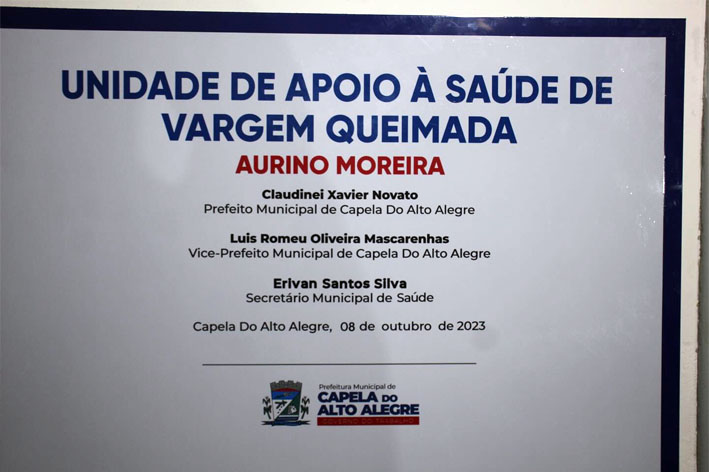 UNIDADE DE APOIO À SAÚDE DE
VARGEM QUEIMADA
AURINO MOREIRA
Claudinei Xavier Novato
Prefeito Municipal de Capela Do Alto Alegre
Luis Romeu Oliveira Mascarenhas
Vice-Prefeito Municipal de Capela Do Alto Alegre
Erivan Santos Silva
Secretário Municipal de Saúde
Capela Do Alto Alegre, 08 de outubro de 2023
Prefeitura Municipal de
CAPELA DO
ALTO ALEGRE